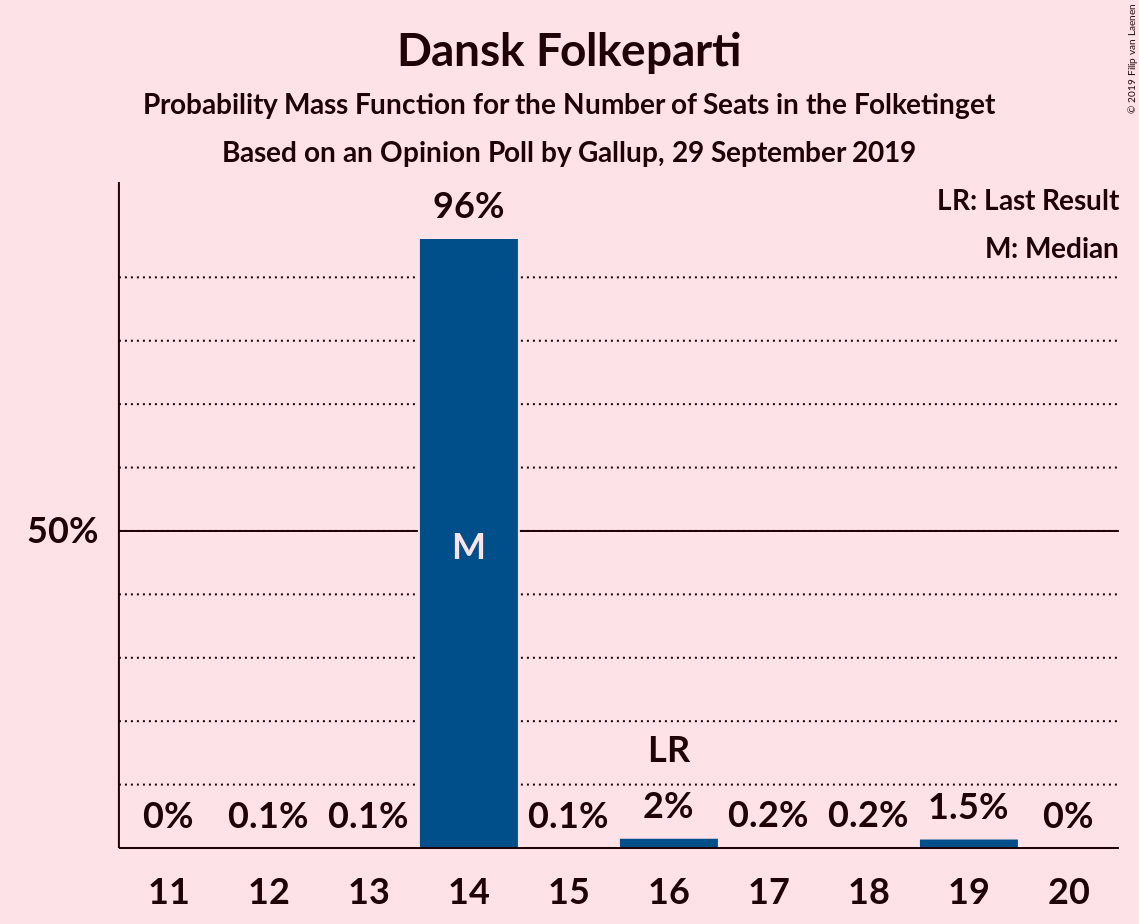 Dansk Folkeparti
Probability Mass Function for the Number of Seats in the Folketinget
Based on an Opinion Poll by Gallup, 29 September 2019
© 2019 Filip van Laenen
LR: Last Result
M: Median
96%
50%
M
LR
0% 0.1% 0.1% 0.1% 2% 0.2% 0.2% 1.5% 0%
11 12 13 14 15 16 17 18 19 20